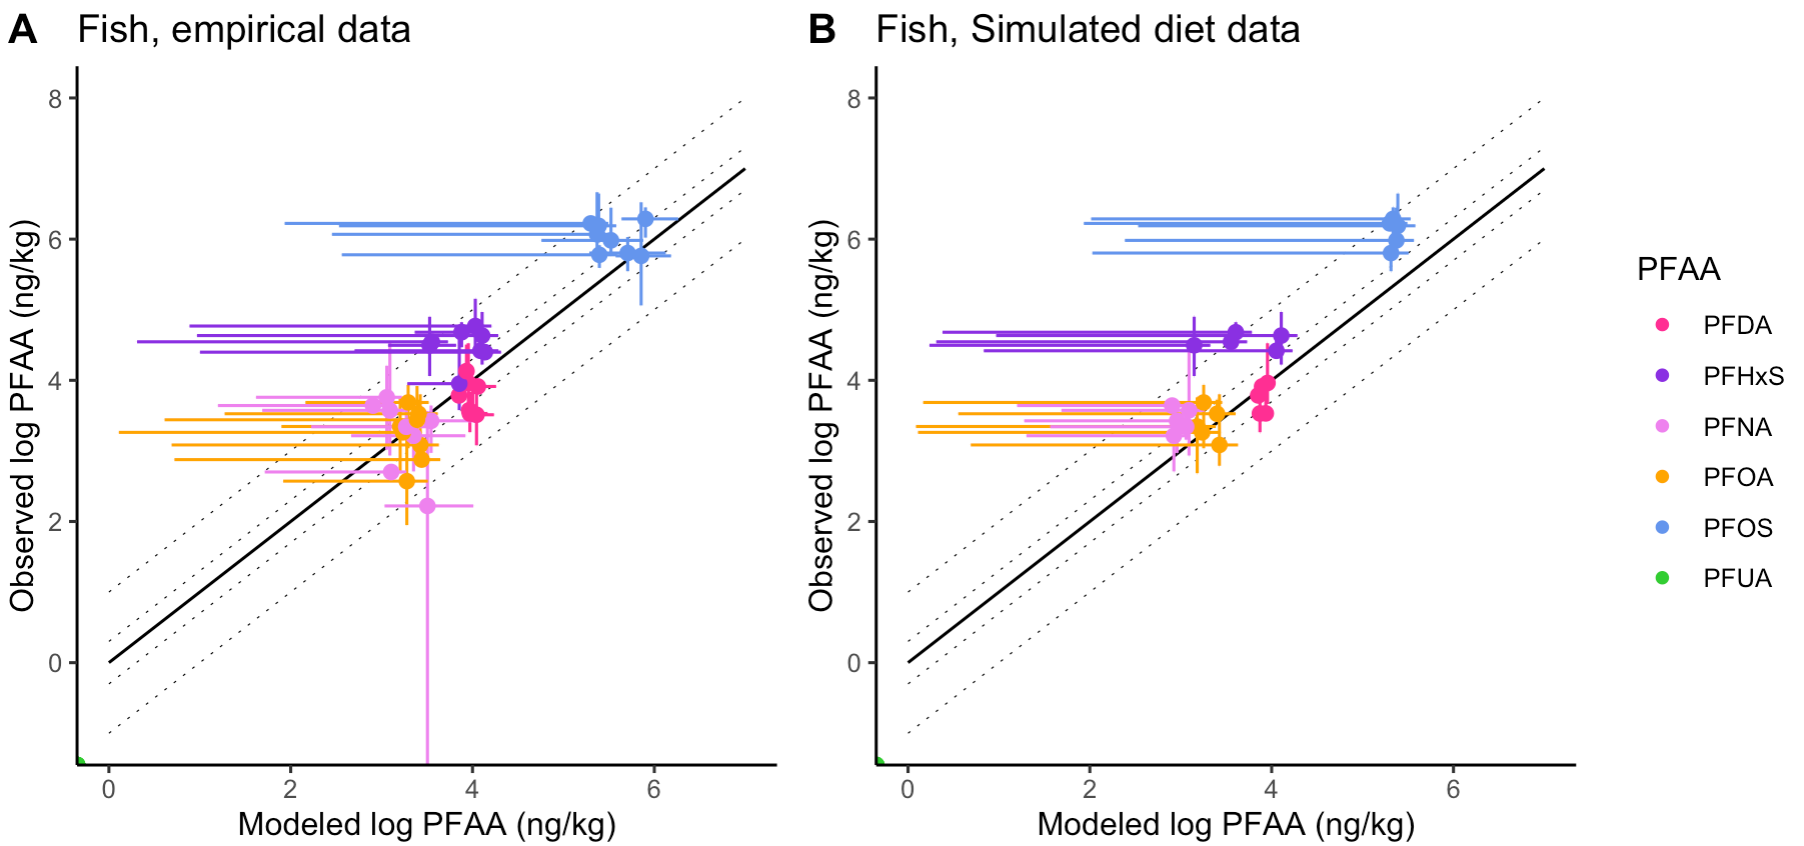 A Fish, empirical data
B Fish, Simulated diet data
Observed log PFAA (ng/kg)
8
6
4
2
0
0 2 4 6
Modeled log PFAA (ng/kg)
Observed log PFAA (ng/kg)
8
6
4
2
0
0 2 4 6
Modeled log PFAA (ng/kg)
PFAA
PFDA
PFHxS
PFNA
PFOA
PFOS
PFUA